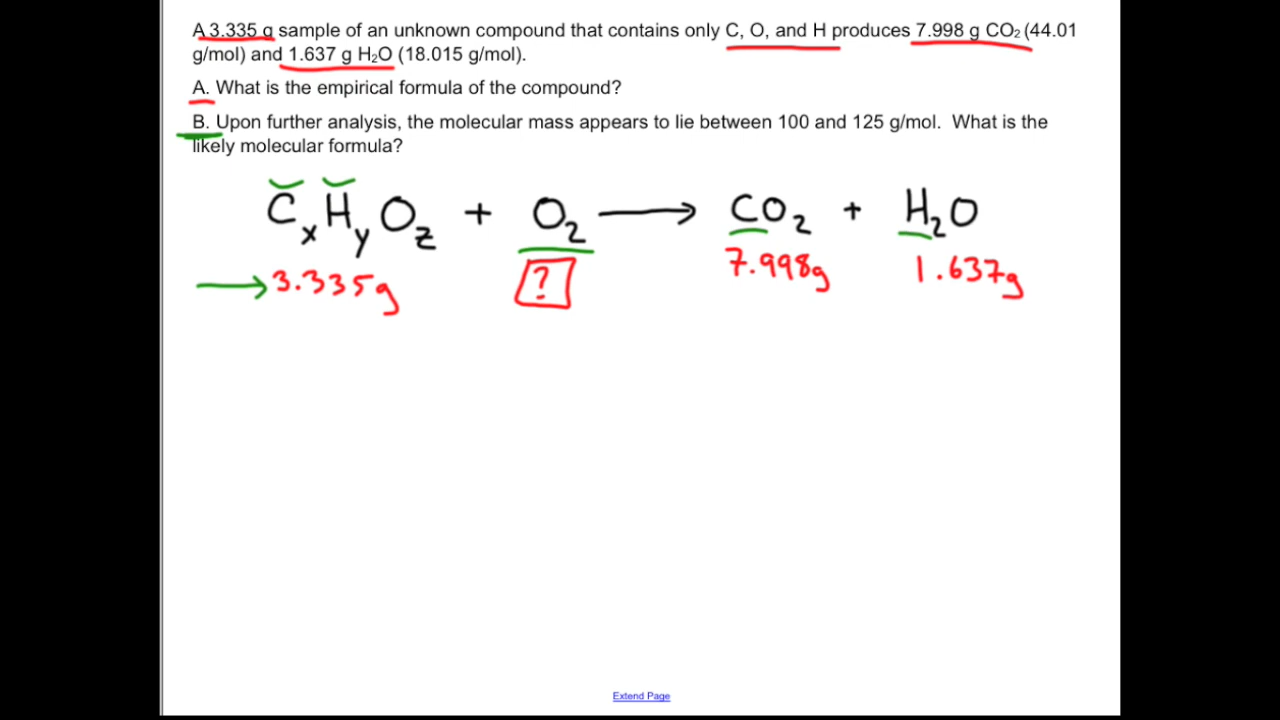 A 3.335 g sample of an unknown compound that contains only C, O, and H produces 7.998 g CO₂ (44.01
g/mol) and 1.637 g H₂O (18.015 g/mol).
A. What is the empirical formula of the compound?
B. Upon further analysis, the molecular mass appears to lie between 100 and 125 g/mol. What is the
likely molecular formula?
CₓHᵧO_z + O₂ ⟶ CO₂ + H₂O
→ 3.335g ? 7.998g 1.637g
Extend Page